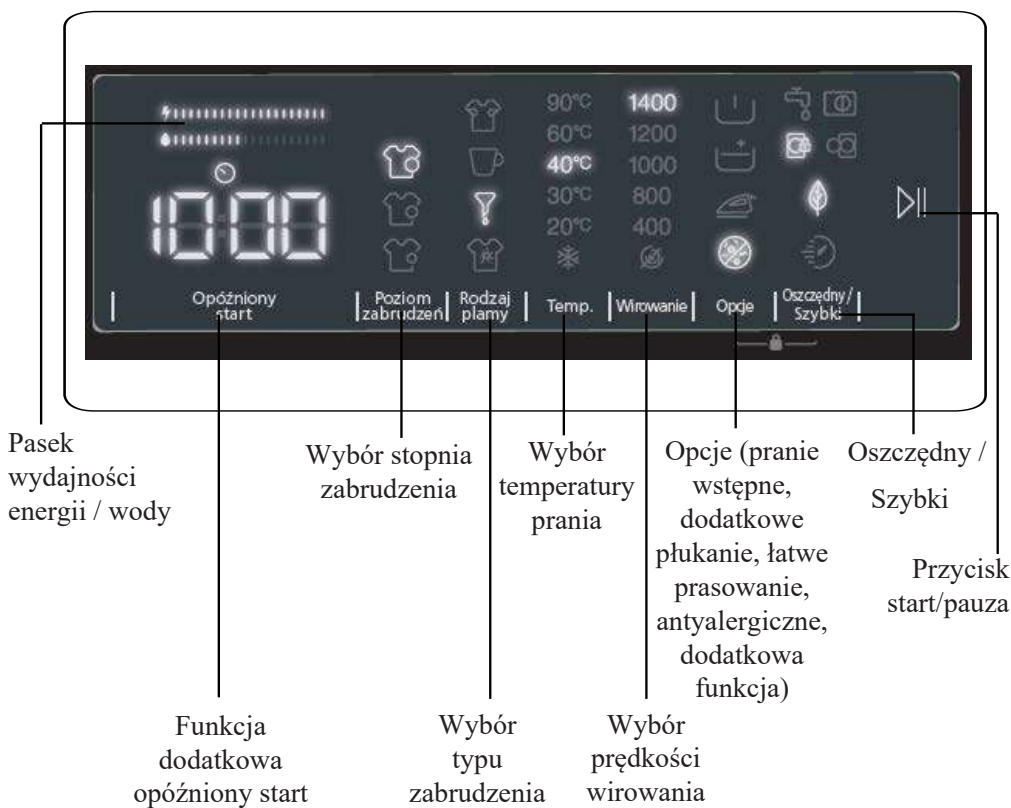 10:00
90°C
60°C
40°C
30°C
20°C
1400
1200
1000
800
400
Opóźniony
start
Poziom
zabrudzeń
Rodzaj
plamy
Temp.
Wirowanie
Opcje
Oszczędny /
Szybki
Pasek
wydajności
energii / wody
Wybór stopnia
zabrudzenia
Wybór
temperatury
prania
Opcje (pranie
wstępne,
dodatkowe
płukanie, łatwe
prasowanie,
antyalergiczne,
dodatkowa
funkcja)
Oszczędny /
Szybki
Przycisk
start/pauza
Funkcja
dodatkowa
opóźniony start
Wybór
typu
zabrudzenia
Wybór
prędkości
wirowania